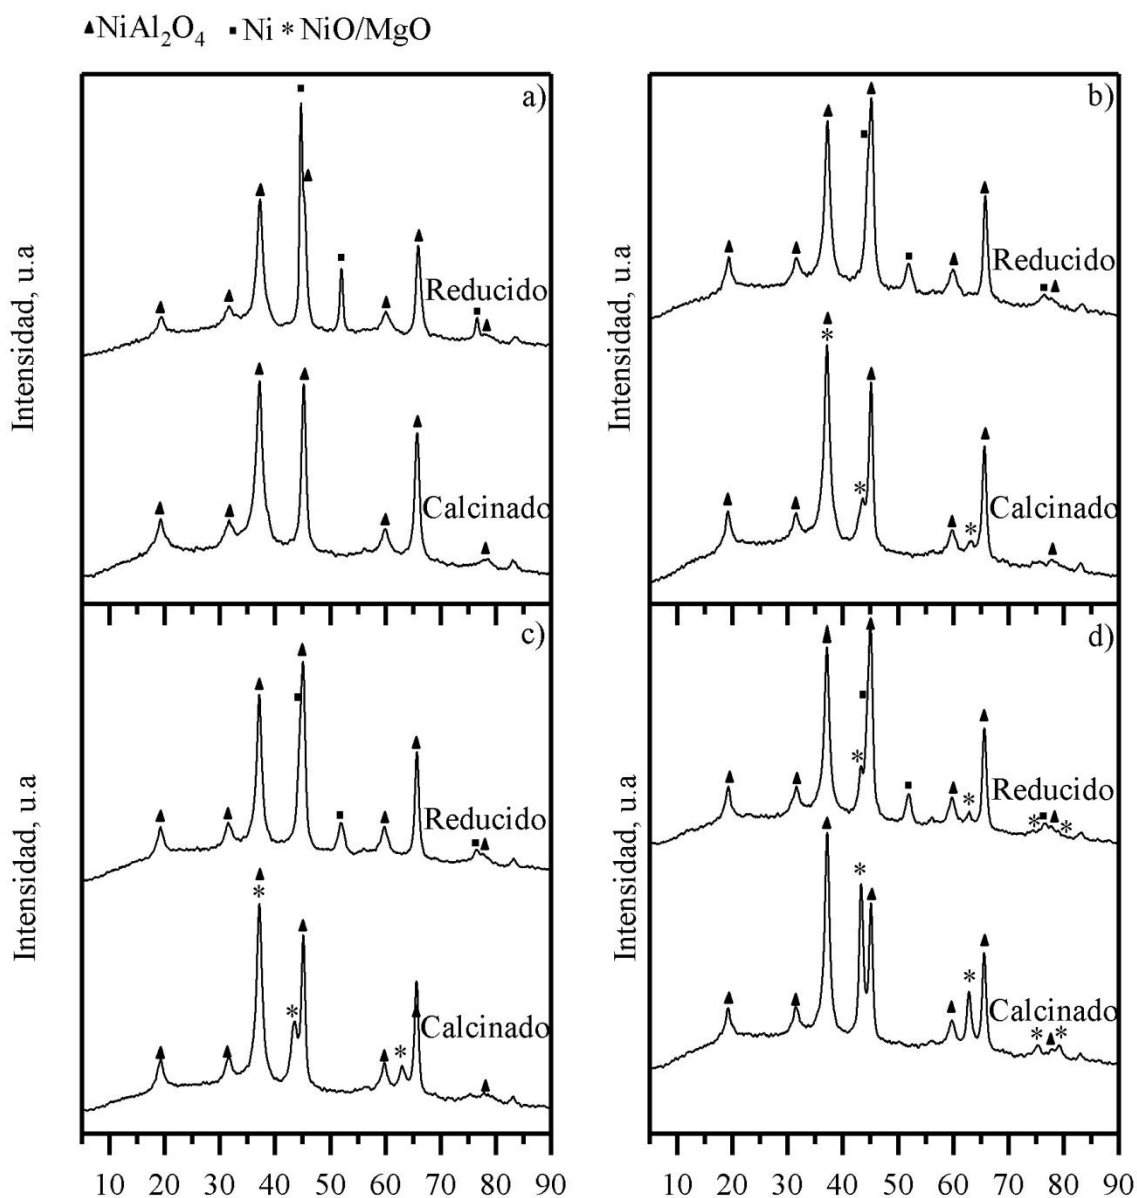 ▲NiAl₂O₄ ▪Ni * NiO/MgO
a)
Intensidad, u.a
Reducido
Calcinado
b)
Intensidad, u.a
Reducido
Calcinado
c)
Intensidad, u.a
Reducido
Calcinado
10 20 30 40 50 60 70 80 90
d)
Intensidad, u.a
Reducido
Calcinado
10 20 30 40 50 60 70 80 90